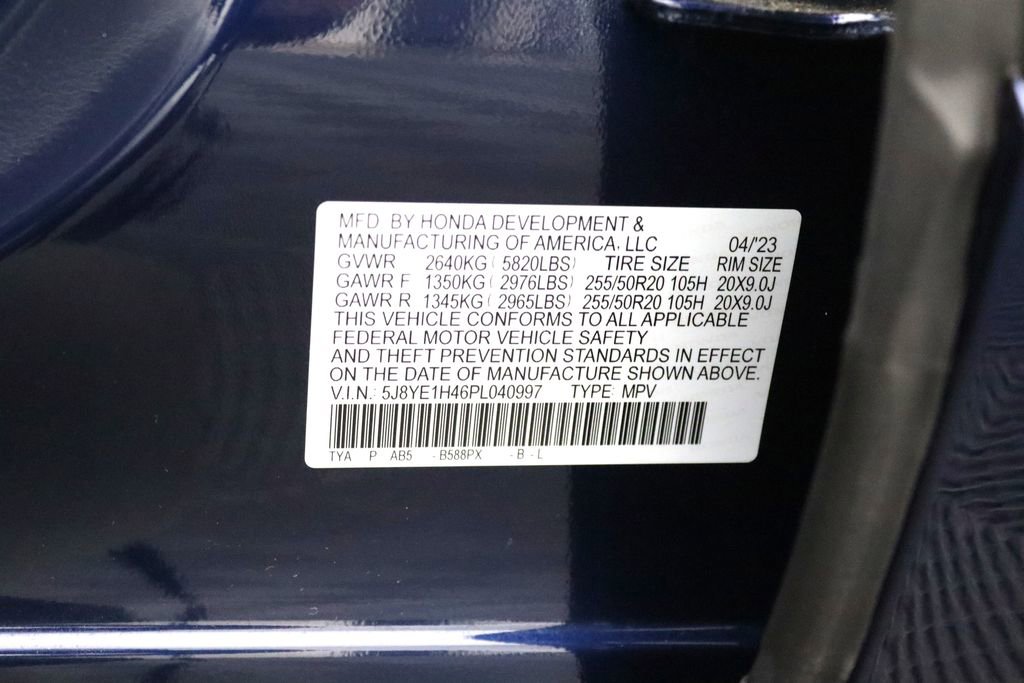 MFD. BY HONDA DEVELOPMENT &
MANUFACTURING OF AMERICA, LLC 04/'23
GVWR 2640KG ( 5820LBS) TIRE SIZE RIM SIZE
GAWR F 1350KG ( 2976LBS) 255/50R20 105H 20X9.0J
GAWR R 1345KG ( 2965LBS) 255/50R20 105H 20X9.0J
THIS VEHICLE CONFORMS TO ALL APPLICABLE
FEDERAL MOTOR VEHICLE SAFETY
AND THEFT PREVENTION STANDARDS IN EFFECT
ON THE DATE OF MANUFACTURE SHOWN ABOVE.
V.I.N.: 5J8YE1H46PL040997 TYPE: MPV
TYA P AB5 - B588PX - B - L